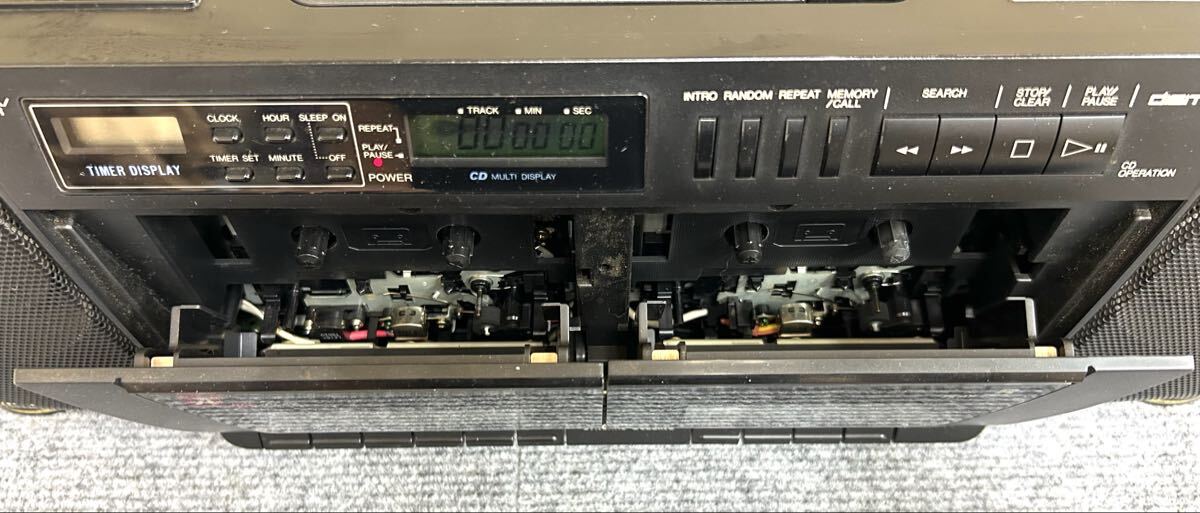 INTRO RANDOM REPEAT MEMORY /CALL SEARCH STOP/ CLEAR PLAY/ PAUSE
TRACK MIN SEC
CLOCK HOUR SLEEP ON
REPEAT
PLAY/ PAUSE
TIMER SET MINUTE OFF
TIMER DISPLAY
POWER
CD MULTI DISPLAY
CD OPERATION